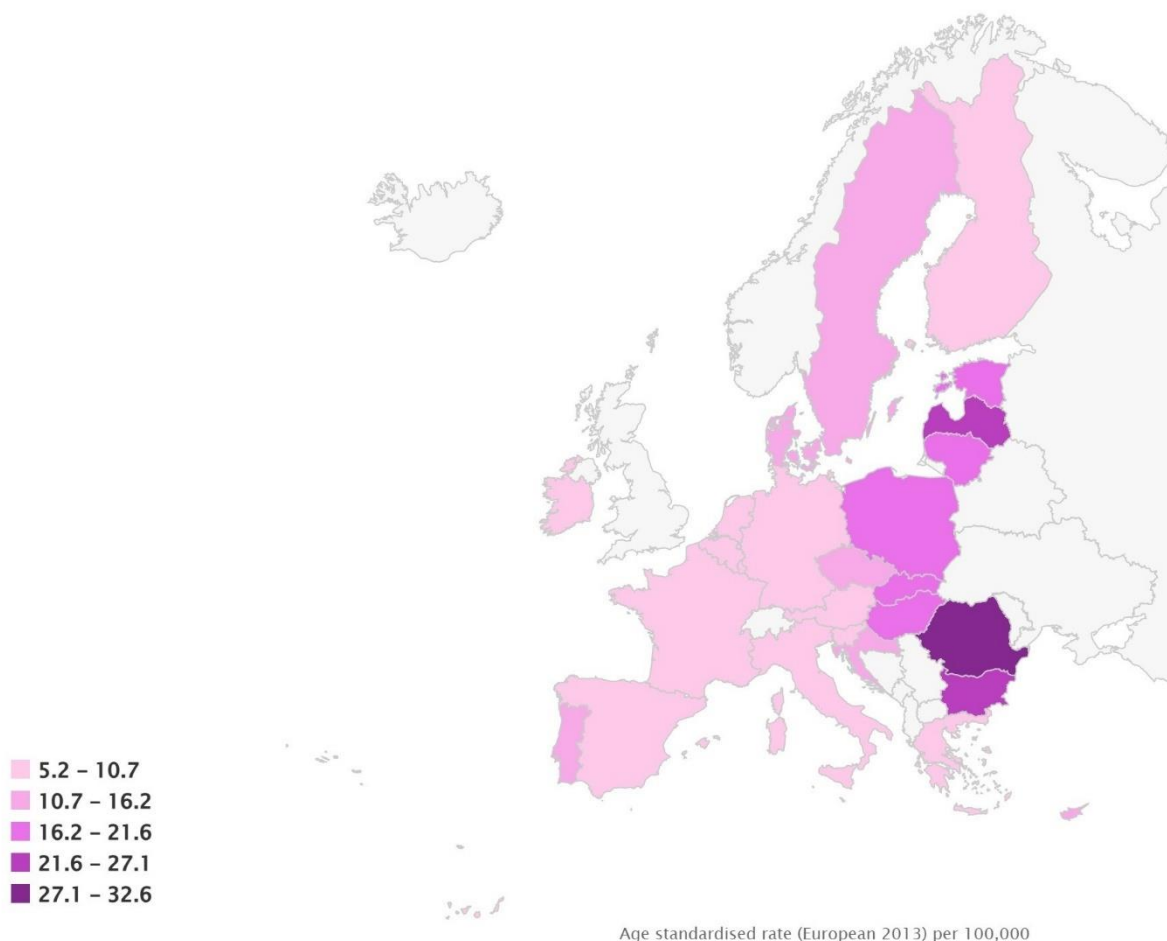 5.2 – 10.7
10.7 – 16.2
16.2 – 21.6
21.6 – 27.1
27.1 – 32.6
Age standardised rate (European 2013) per 100,000